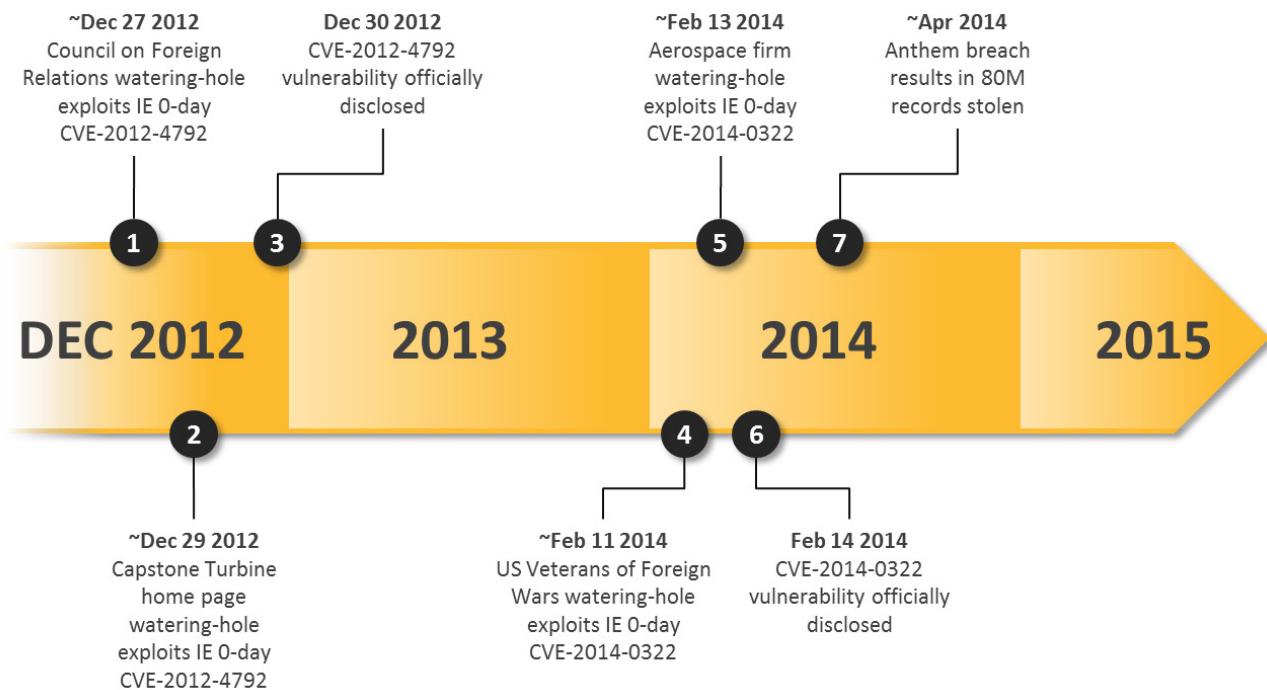 ~Dec 27 2012
Council on Foreign
Relations watering-hole
exploits IE 0-day
CVE-2012-4792
Dec 30 2012
CVE-2012-4792
vulnerability officially
disclosed
~Feb 13 2014
Aerospace firm
watering-hole
exploits IE 0-day
CVE-2014-0322
~Apr 2014
Anthem breach
results in 80M
records stolen
1
3
5
7
DEC 2012
2013
2014
2015
2
4
6
~Dec 29 2012
Capstone Turbine
home page
watering-hole
exploits IE 0-day
CVE-2012-4792
~Feb 11 2014
US Veterans of Foreign
Wars watering-hole
exploits IE 0-day
CVE-2014-0322
Feb 14 2014
CVE-2014-0322
vulnerability officially
disclosed